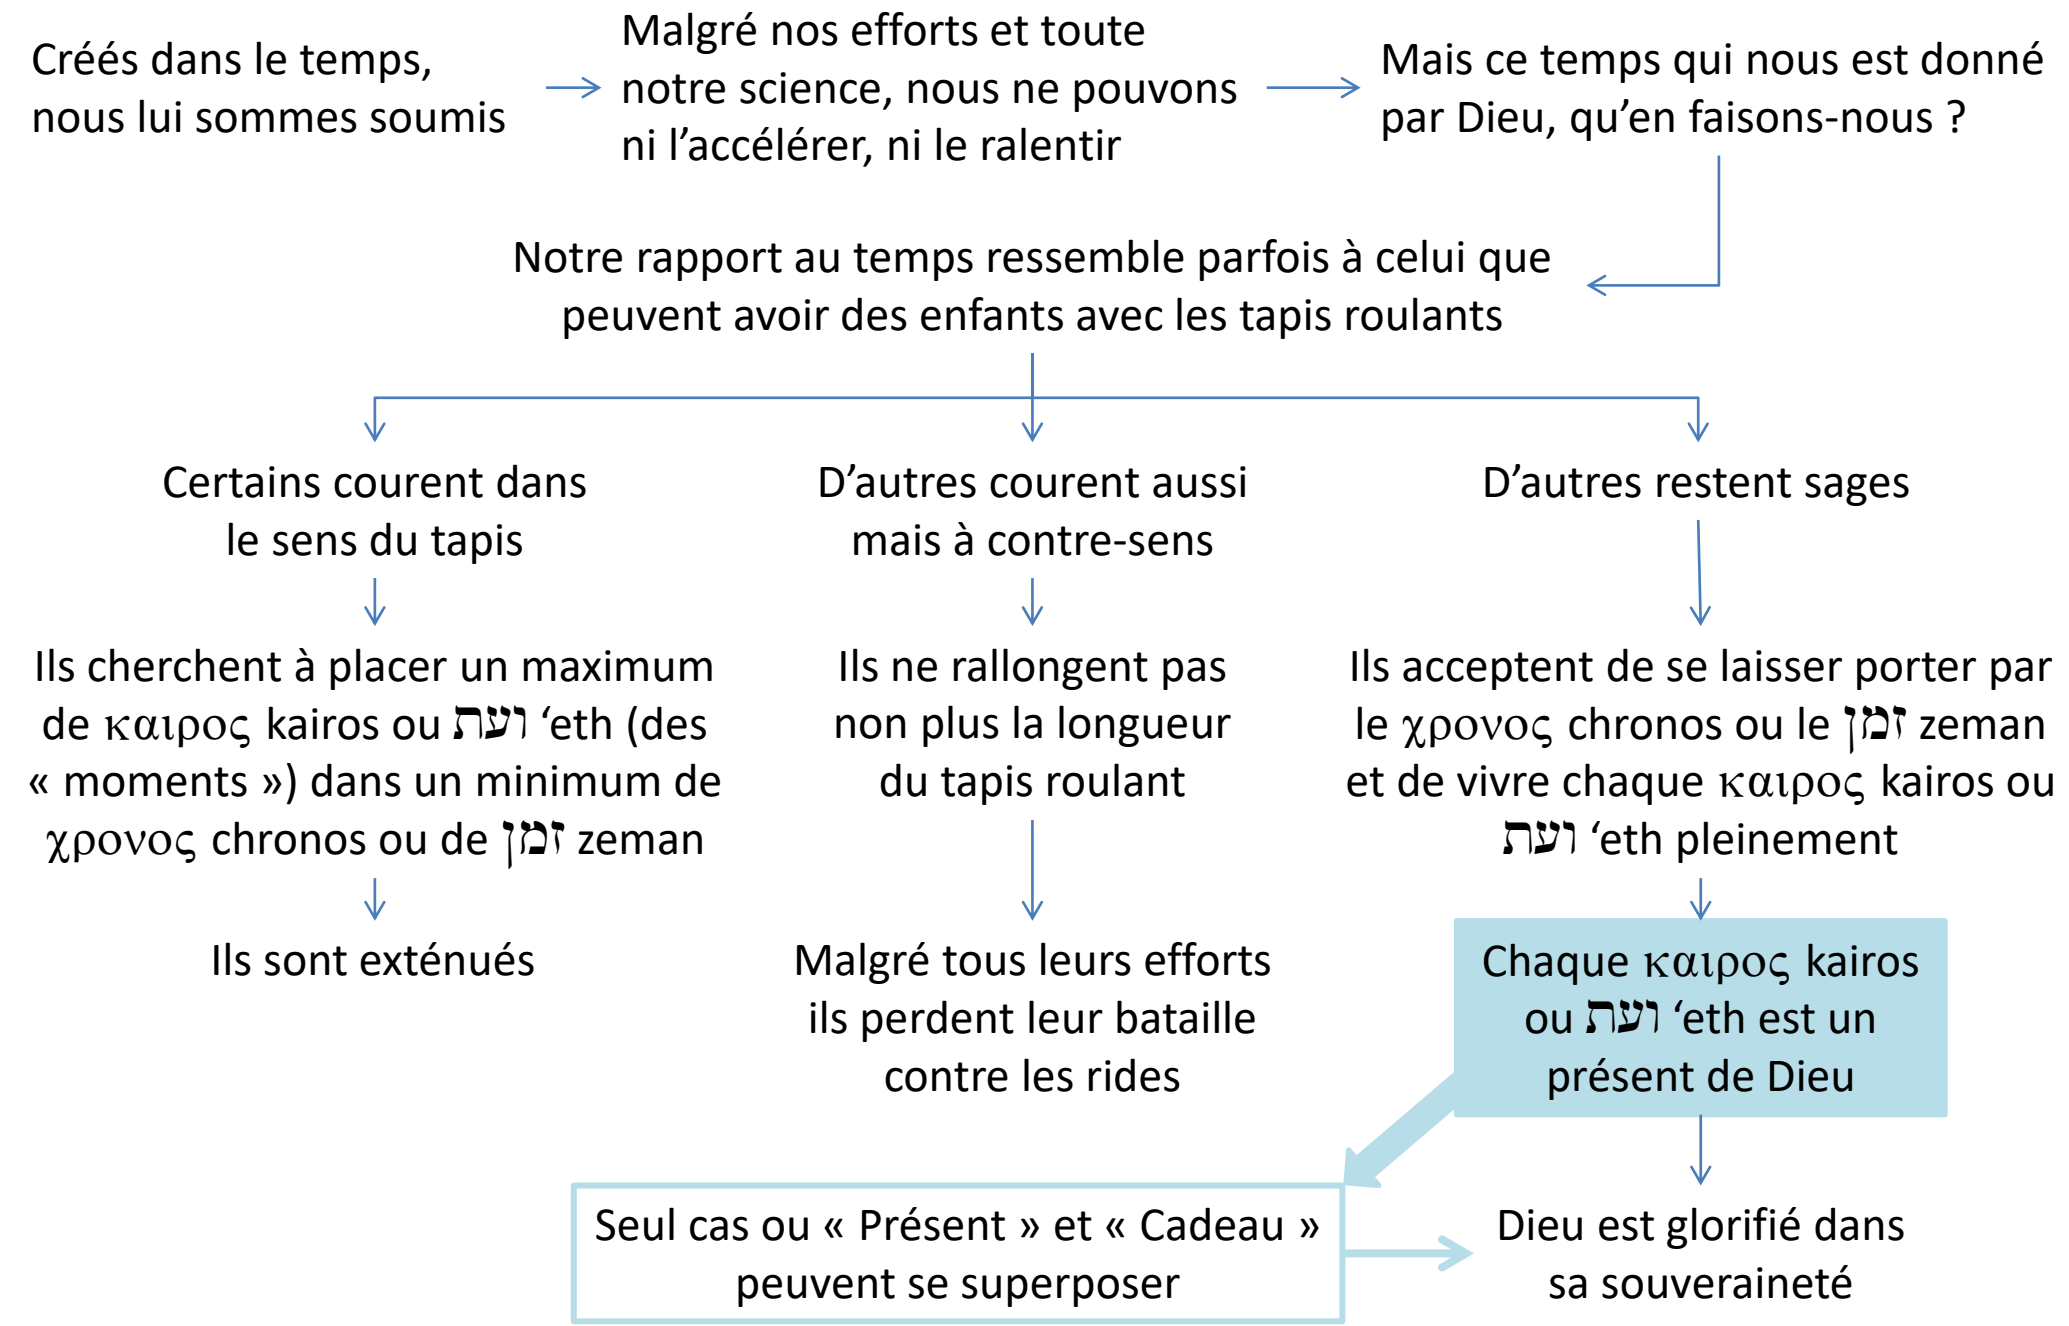 Créés dans le temps,
nous lui sommes soumis
Malgré nos efforts et toute
notre science, nous ne pouvons
ni l’accélérer, ni le ralentir
Mais ce temps qui nous est donné
par Dieu, qu’en faisons-nous ?
Notre rapport au temps ressemble parfois à celui que
peuvent avoir des enfants avec les tapis roulants
Certains courent dans
le sens du tapis
Ils cherchent à placer un maximum
de καιρος kairos ou ועת ‘eth (des
« moments ») dans un minimum de
χρονος chronos ou de זמן zeman
Ils sont exténués
D’autres courent aussi
mais à contre-sens
Ils ne rallongent pas
non plus la longueur
du tapis roulant
Malgré tous leurs efforts
ils perdent leur bataille
contre les rides
D’autres restent sages
Ils acceptent de se laisser porter par
le χρονος chronos ou le זמן zeman
et de vivre chaque καιρος kairos ou
ועת ‘eth pleinement
Chaque καιρος kairos
ou ועת ‘eth est un
présent de Dieu
Seul cas ou « Présent » et « Cadeau »
peuvent se superposer
Dieu est glorifié dans
sa souveraineté